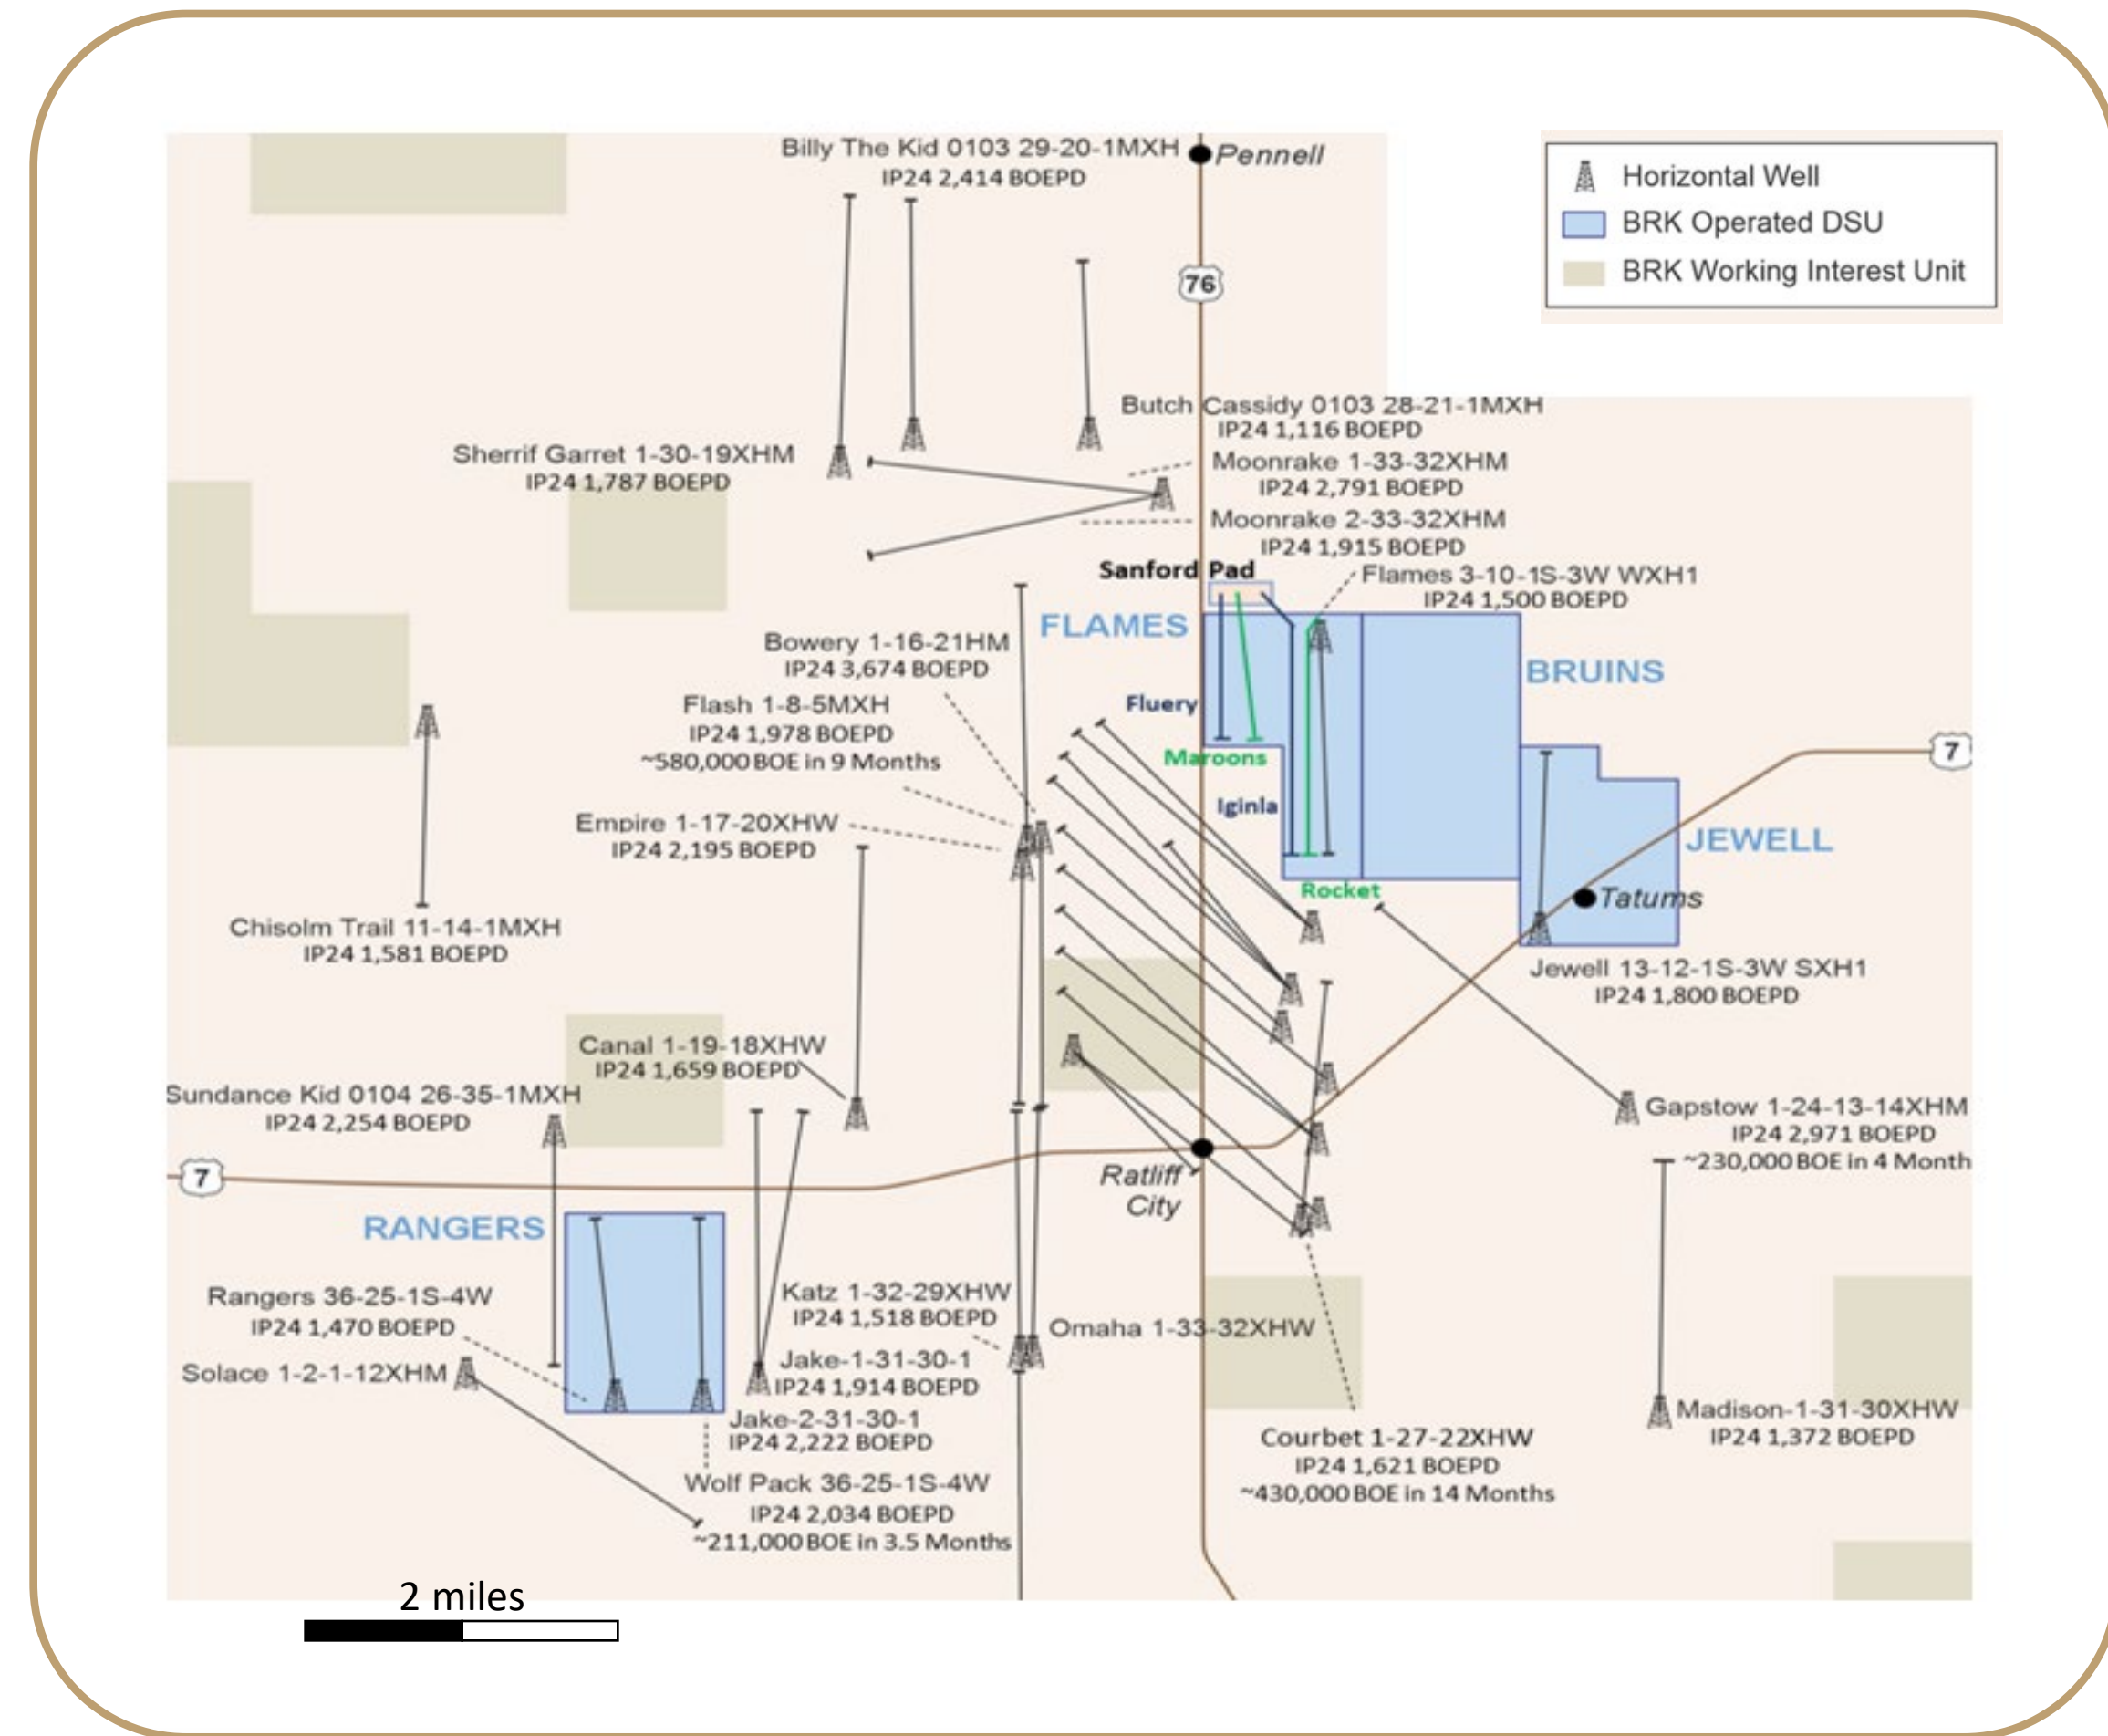 Billy The Kid 0103 29-20-1MXH
IP24 2,414 BOEPD
Pennell
Horizontal Well
BRK Operated DSU
BRK Working Interest Unit
76
Butch Cassidy 0103 28-21-1MXH
IP24 1,116 BOEPD
Sherrif Garret 1-30-19XHM
IP24 1,787 BOEPD
Moonrake 1-33-32XHM
IP24 2,791 BOEPD
Moonrake 2-33-32XHM
IP24 1,915 BOEPD
Sanford Pad
Flames 3-10-1S-3W WXH1
IP24 1,500 BOEPD
FLAMES
Bowery 1-16-21HM
IP24 3,674 BOEPD
BRUINS
Flash 1-8-5MXH
IP24 1,978 BOEPD
~580,000 BOE in 9 Months
Fluery
Maroons
7
Iginla
Empire 1-17-20XHW
IP24 2,195 BOEPD
JEWELL
Rocket
Tatums
Chisolm Trail 11-14-1MXH
IP24 1,581 BOEPD
Jewell 13-12-1S-3W SXH1
IP24 1,800 BOEPD
Canal 1-19-18XHW
IP24 1,659 BOEPD
Sundance Kid 0104 26-35-1MXH
IP24 2,254 BOEPD
Gapstow 1-24-13-14XHM
IP24 2,971 BOEPD
~230,000 BOE in 4 Month
7
Ratliff
City
RANGERS
Rangers 36-25-1S-4W
IP24 1,470 BOEPD
Katz 1-32-29XHW
IP24 1,518 BOEPD
Omaha 1-33-32XHW
Solace 1-2-1-12XHM
Jake-1-31-30-1
IP24 1,914 BOEPD
Jake-2-31-30-1
IP24 2,222 BOEPD
Madison-1-31-30XHW
IP24 1,372 BOEPD
Courbet 1-27-22XHW
IP24 1,621 BOEPD
~430,000 BOE in 14 Months
Wolf Pack 36-25-1S-4W
IP24 2,034 BOEPD
~211,000 BOE in 3.5 Months
2 miles